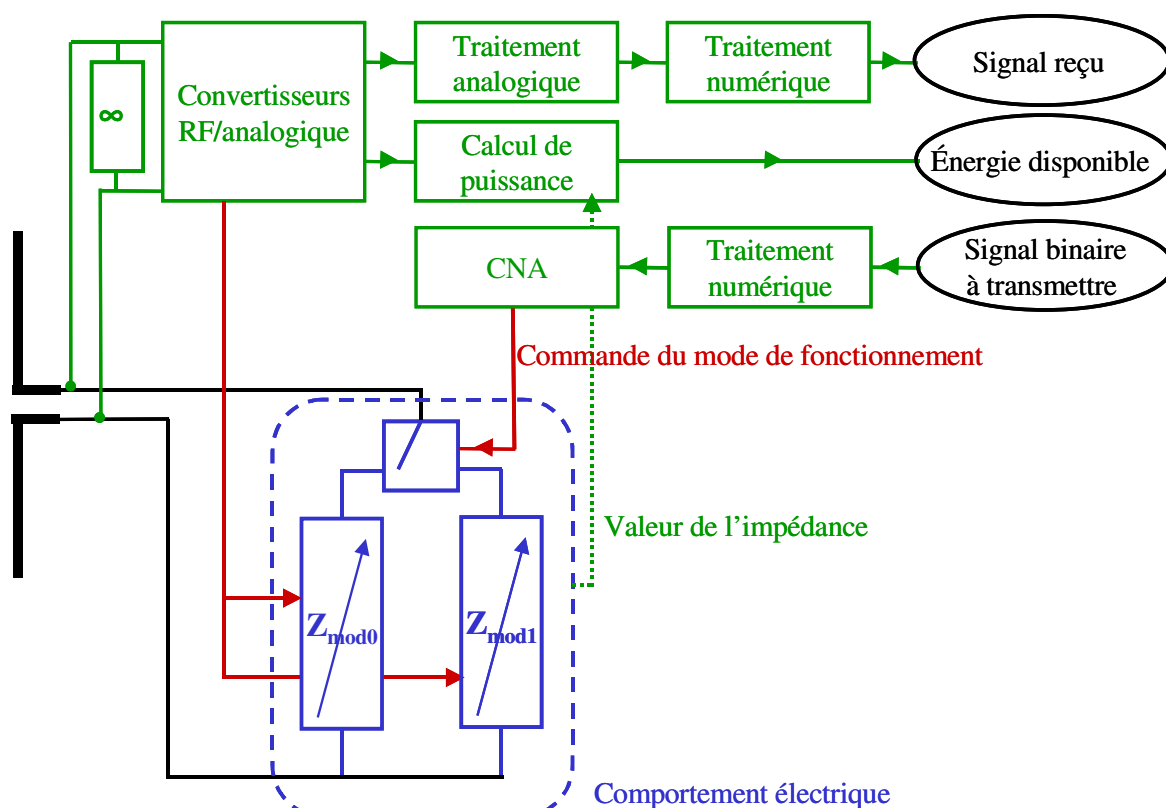 Traitement
analogique
Traitement
numérique
Signal reçu
∞
Convertisseurs
RF/analogique
Calcul de
puissance
Énergie disponible
CNA
Traitement
numérique
Signal binaire
à transmettre
Commande du mode de fonctionnement
Valeur de l’impédance
Zmod0
Zmod1
Comportement électrique